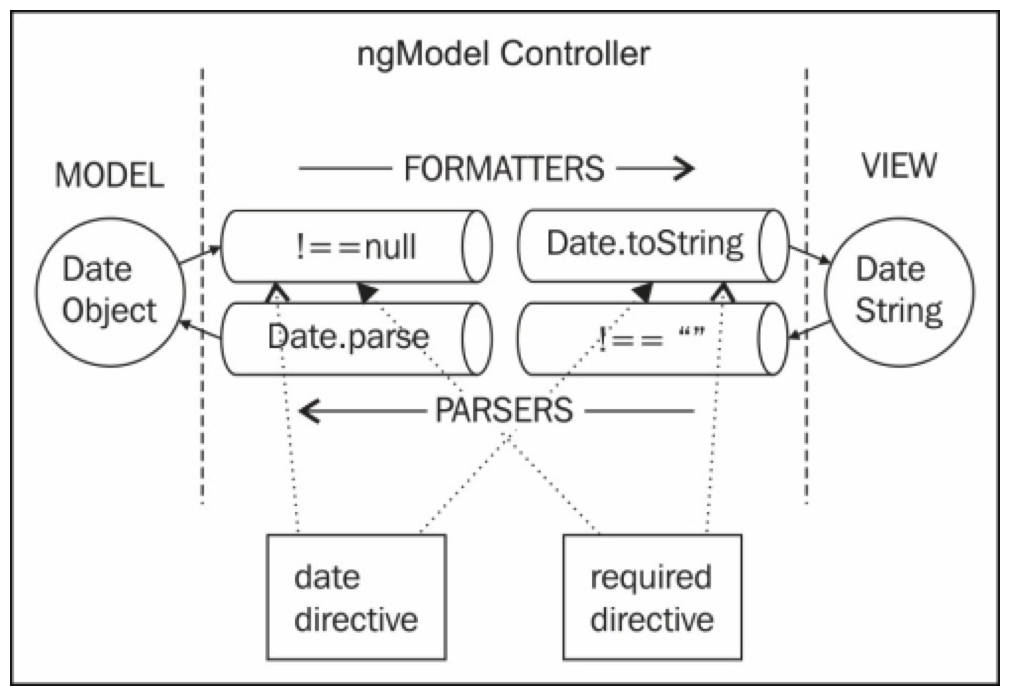 ngModel Controller
FORMATTERS
MODEL
VIEW
!==null
Date.toString
Date
Object
Date
String
Date.parse
!== “”
PARSERS
date
directive
required
directive